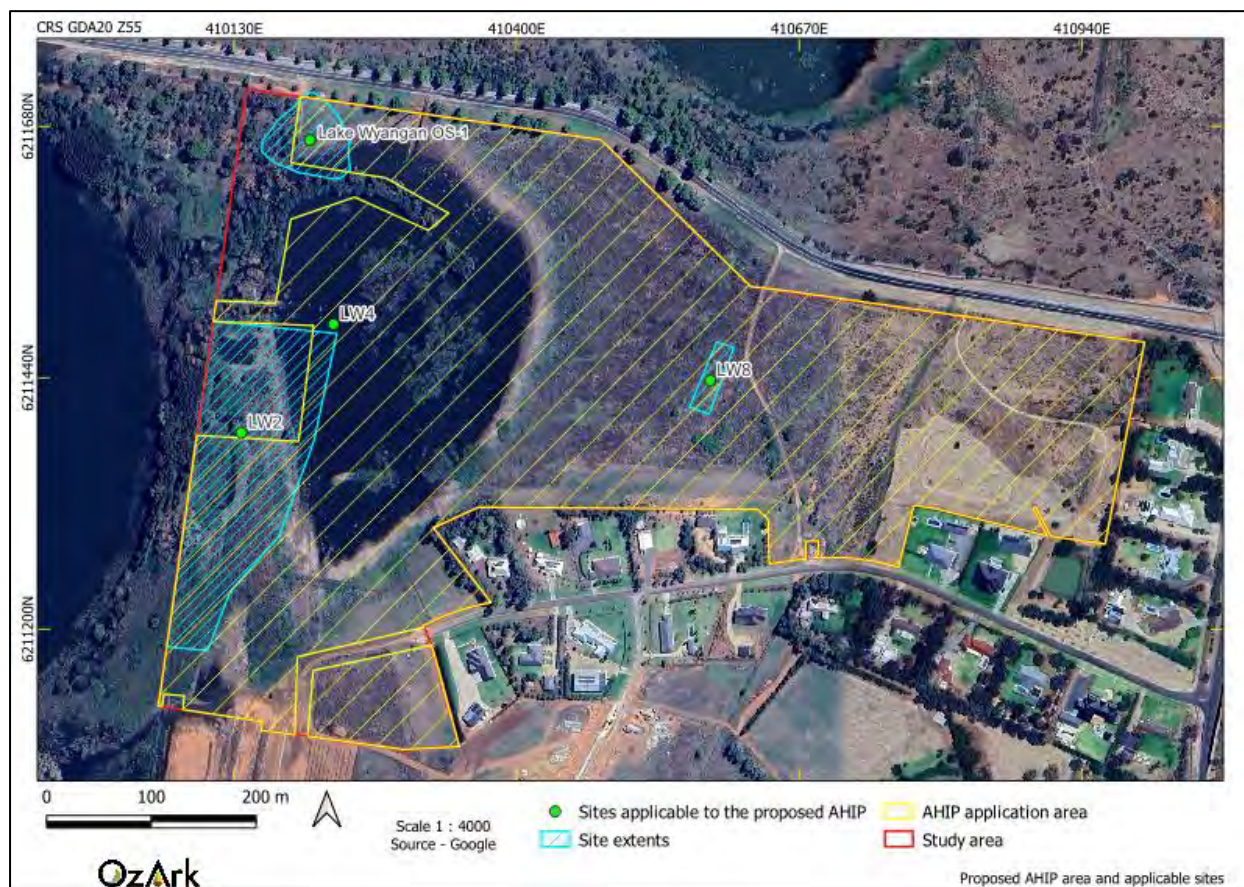 CRS GDA20 Z55
410130E
410400E
410670E
410940E
6211680N
6211440N
6211200N
Lake Wyangan OS-1
LW4
LW8
LW2
0 100 200 m
Scale 1 : 4000
Source - Google
Sites applicable to the proposed AHIP
Site extents
AHIP application area
Study area
OzArk
Proposed AHIP area and applicable sites